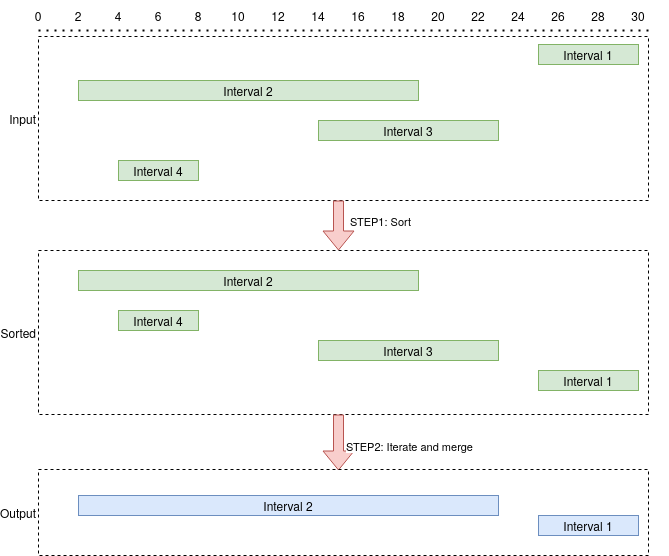 0 2 4 6 8 10 12 14 16 18 20 22 24 26 28 30
Interval 1
Interval 2
Input
Interval 3
Interval 4
STEP1: Sort
Interval 2
Interval 4
Sorted
Interval 3
Interval 1
STEP2: Iterate and merge
Interval 2
Output
Interval 1